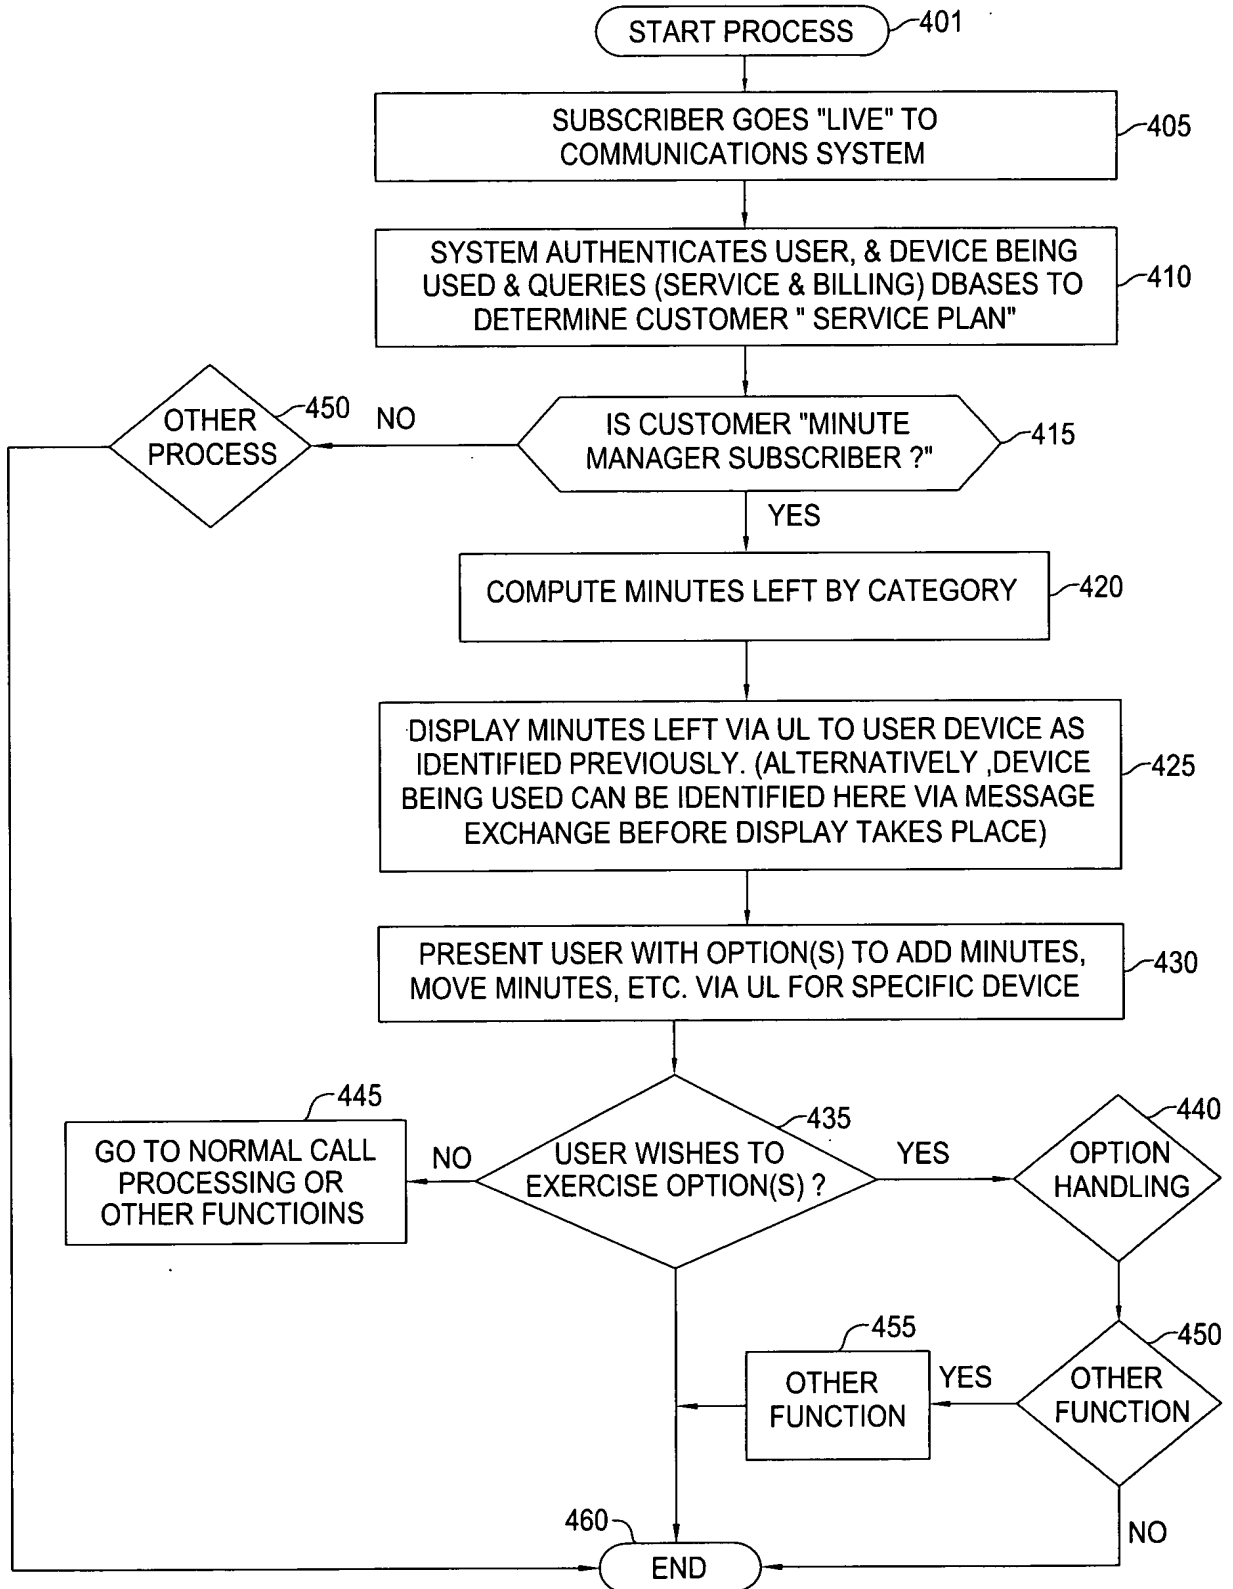 START PROCESS
401
SUBSCRIBER GOES "LIVE" TO
COMMUNICATIONS SYSTEM
405
SYSTEM AUTHENTICATES USER, & DEVICE BEING
USED & QUERIES (SERVICE & BILLING) DBASES TO
DETERMINE CUSTOMER " SERVICE PLAN"
410
OTHER
PROCESS
450
NO
IS CUSTOMER "MINUTE
MANAGER SUBSCRIBER ?"
415
YES
COMPUTE MINUTES LEFT BY CATEGORY
420
DISPLAY MINUTES LEFT VIA UL TO USER DEVICE AS
IDENTIFIED PREVIOUSLY. (ALTERNATIVELY ,DEVICE
BEING USED CAN BE IDENTIFIED HERE VIA MESSAGE
EXCHANGE BEFORE DISPLAY TAKES PLACE)
425
PRESENT USER WITH OPTION(S) TO ADD MINUTES,
MOVE MINUTES, ETC. VIA UL FOR SPECIFIC DEVICE
430
445
GO TO NORMAL CALL
PROCESSING OR
OTHER FUNCTIOINS
NO
USER WISHES TO
EXERCISE OPTION(S) ?
435
YES
OPTION
HANDLING
440
455
OTHER
FUNCTION
YES
OTHER
FUNCTION
450
NO
460
END